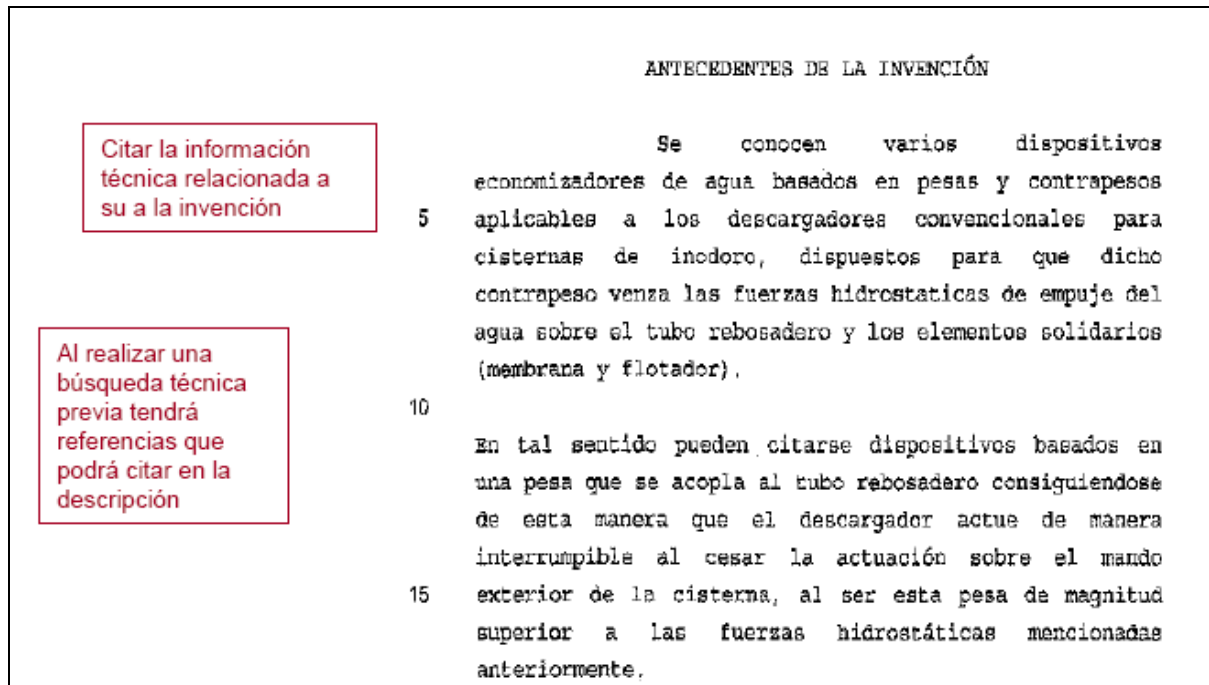 ANTECEDENTES DE LA INVENCIÓN
Citar la información
técnica relacionada a
su a la invención
Se conocen varios dispositivos
economizadores de agua basados en pesas y contrapesos
5 aplicables a los descargadores convencionales para
cisternas de inodoro, dispuestos para que dicho
contrapeso venza las fuerzas hidrostaticas de empuje del
agua sobre el tubo rebosadero y los elementos solidarios
(membrana y flotador).
Al realizar una
búsqueda técnica
previa tendrá
referencias que
podrá citar en la
descripción
10
En tal sentido pueden citarse dispositivos basados en
una pesa que se acopla al tubo rebosadero consiguiendose
de esta manera que el descargador actue de manera
interrumpible al cesar la actuación sobre el mando
15 exterior de la cisterna, al ser esta pesa de magnitud
superior a las fuerzas hidrostáticas mencionadas
anteriormente.